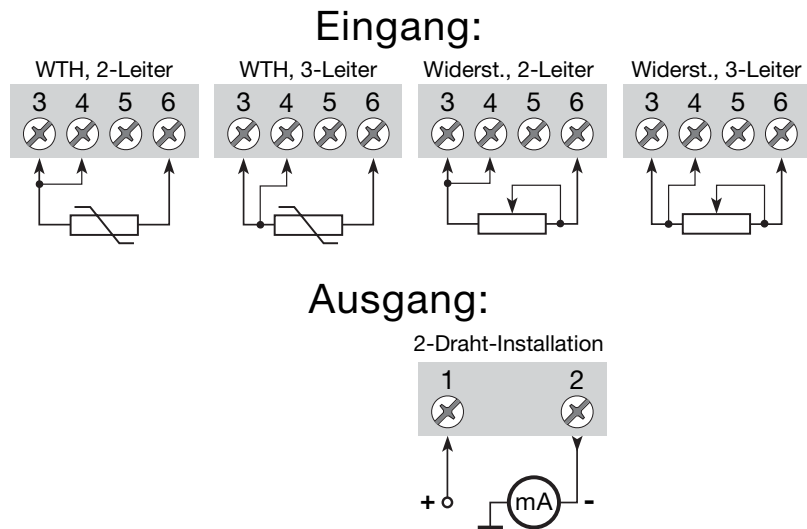 Eingang:
WTH, 2-Leiter WTH, 3-Leiter Widerst., 2-Leiter Widerst., 3-Leiter
3 4 5 6 3 4 5 6 3 4 5 6 3 4 5 6
Ausgang:
2-Draht-Installation
1 2
+ mA -